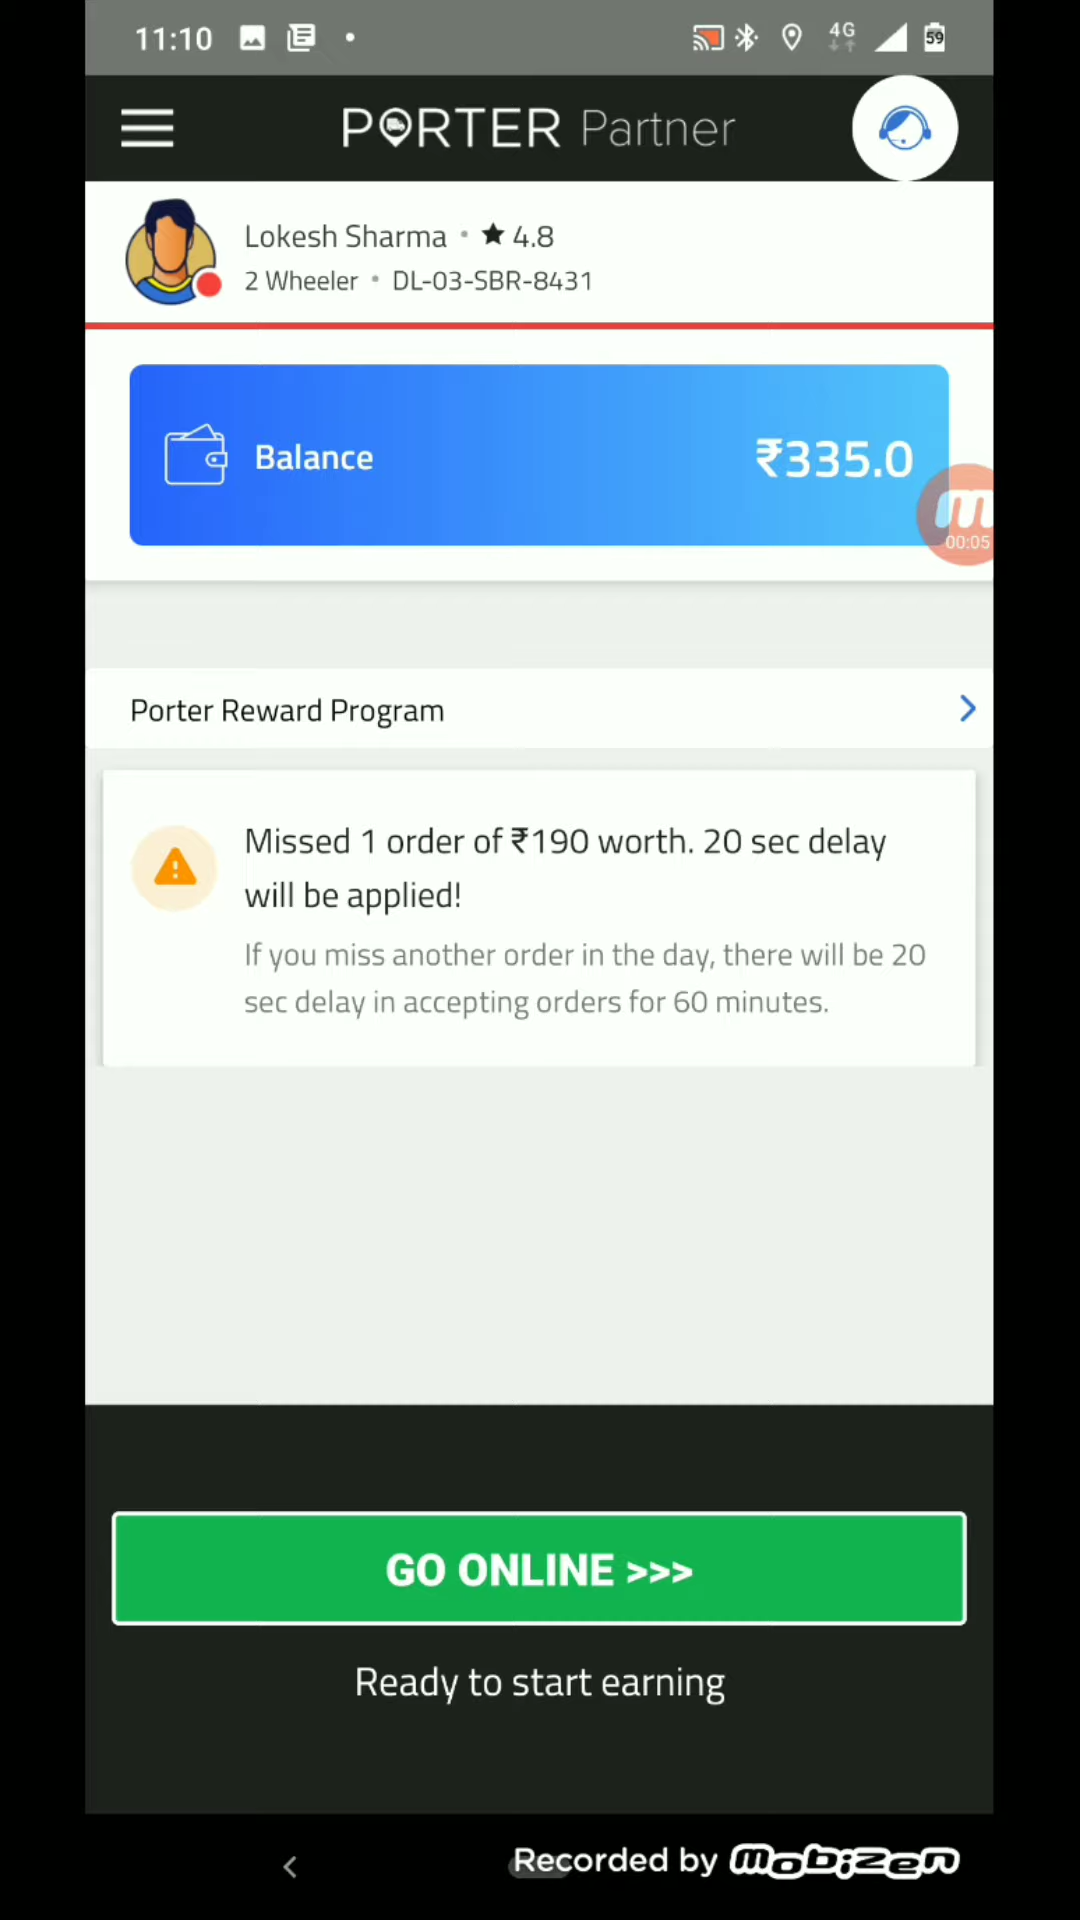 11:10 4G 59
PORTER Partner
Lokesh Sharma • ★ 4.8
2 Wheeler • DL-03-SBR-8431
Balance ₹335.0
m
00:05
Porter Reward Program
Missed 1 order of ₹190 worth. 20 sec delay
will be applied!
If you miss another order in the day, there will be 20
sec delay in accepting orders for 60 minutes.
GO ONLINE >>>
Ready to start earning
Recorded by mobizen